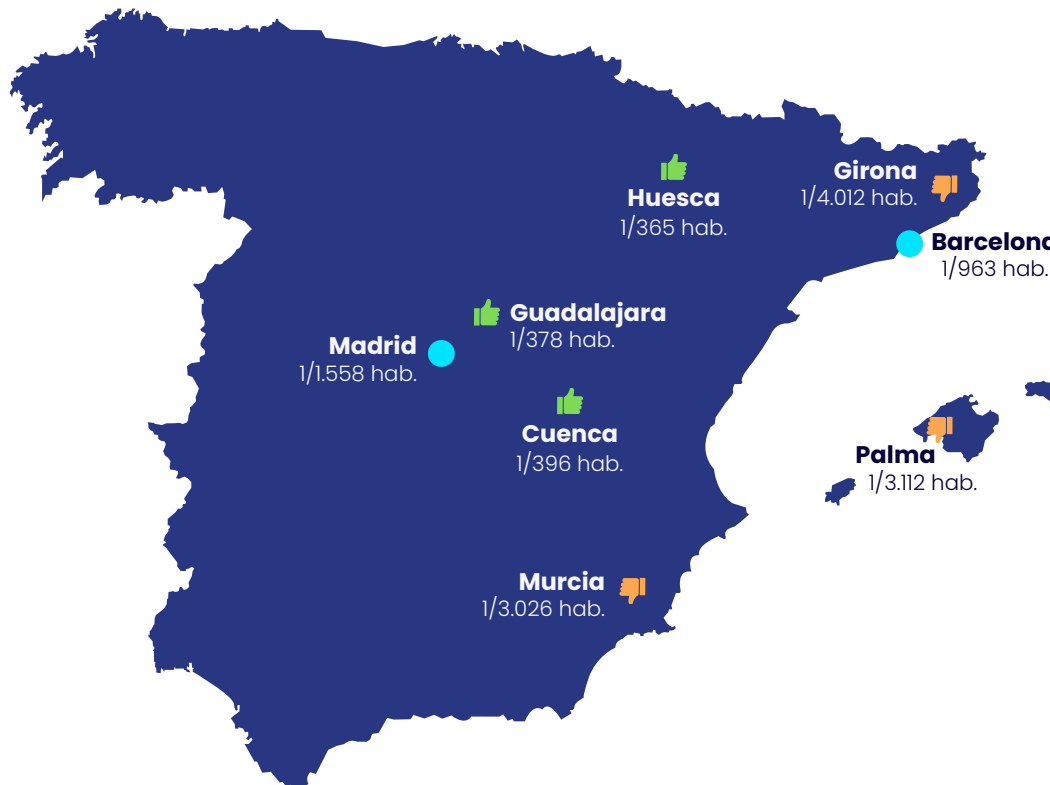 Huesca
1/365 hab.
Girona
1/4.012 hab.
Barcelona
1/963 hab.
Guadalajara
1/378 hab.
Madrid
1/1.558 hab.
Cuenca
1/396 hab.
Palma
1/3.112 hab.
Murcia
1/3.026 hab.